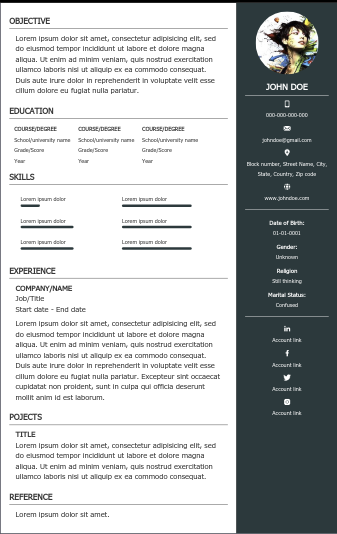 OBJECTIVE
Lorem ipsum dolor sit amet, consectetur adipisicing elit, sed
do eiusmod tempor incididunt ut labore et dolore magna
aliqua. Ut enim ad minim veniam, quis nostrud exercitation
ullamco laboris nisi ut aliquip ex ea commodo consequat.
Duis aute irure dolor in reprehenderit in voluptate velit esse
cillum dolore eu fugiat nulla pariatur.
EDUCATION
COURSE/DEGREE COURSE/DEGREE COURSE/DEGREE
School/university name School/university name School/university name
Grade/Score Grade/Score Grade/Score
Year Year Year
SKILLS
Lorem ipsum dolor Lorem ipsum dolor
Lorem ipsum dolor Lorem ipsum dolor
Lorem ipsum dolor Lorem ipsum dolor
EXPERIENCE
COMPANY/NAME
Job/Title
Start date - End date
Lorem ipsum dolor sit amet, consectetur adipisicing elit, sed
do eiusmod tempor incididunt ut labore et dolore magna
aliqua. Ut enim ad minim veniam, quis nostrud exercitation
ullamco laboris nisi ut aliquip ex ea commodo consequat.
Duis aute irure dolor in reprehenderit in voluptate velit esse
cillum dolore eu fugiat nulla pariatur. Excepteur sint occaecat
cupidatat non proident, sunt in culpa qui officia deserunt
mollit anim id est laborum.
POJECTS
TITLE
Lorem ipsum dolor sit amet, consectetur adipisicing elit, sed
do eiusmod tempor incididunt ut labore et dolore magna
aliqua. Ut enim ad minim veniam, quis nostrud exercitation
ullamco laboris nisi ut aliquip ex ea commodo consequat.
REFERENCE
Lorem ipsum dolor sit amet.
JOHN DOE
000-000-000-000
johndoe@gmail.com
Block number, Street Name, City,
State, Country, Zip code
www.johndoe.com
Date of Birth:
01-01-0001
Gender:
Unknown
Religion
Still thinking
Marital Status:
Confused
in
Account link
f
Account link
Account link
Account link